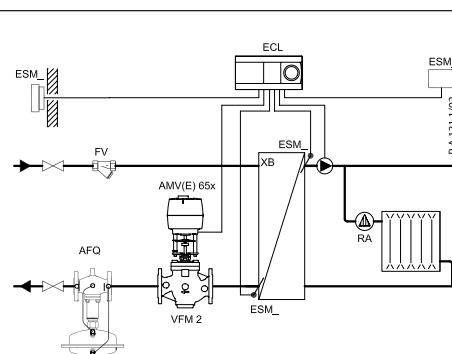 ECL
ESM_
ESM_
FV
ESM_
XB
AMV(E) 65x
RA
AFQ
VFM 2
ESM_